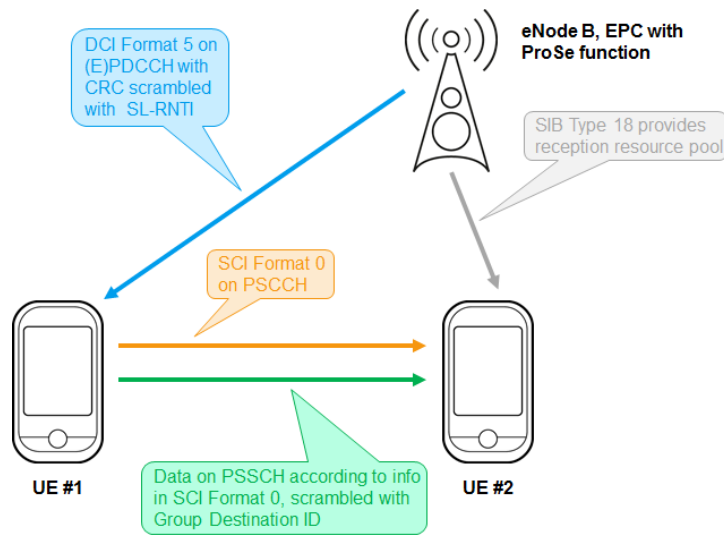 DCI Format 5 on
(E)PDCCH with
CRC scrambled
with SL-RNTI
eNode B, EPC with
ProSe function
SIB Type 18 provides
reception resource pool
SCI Format 0
on PSCCH
UE #1
UE #2
Data on PSSCH according to info
in SCI Format 0, scrambled with
Group Destination ID